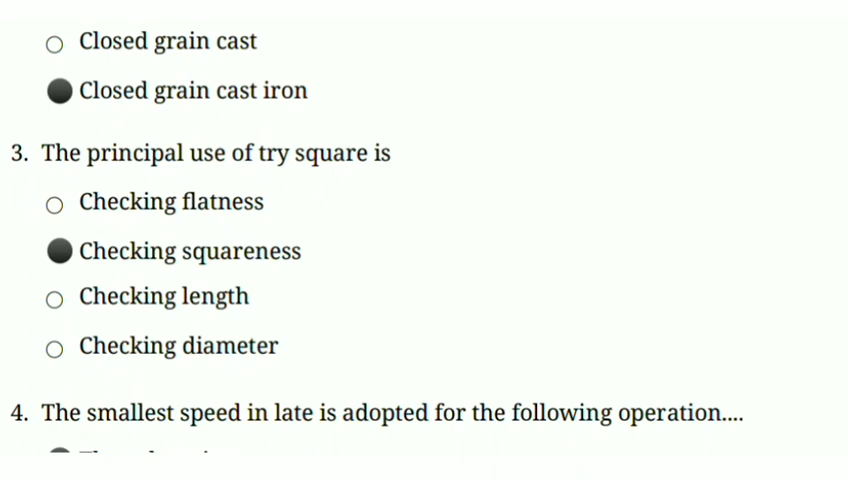 Closed grain cast
Closed grain cast iron
3. The principal use of try square is
Checking flatness
Checking squareness
Checking length
Checking diameter
4. The smallest speed in late is adopted for the following operation....